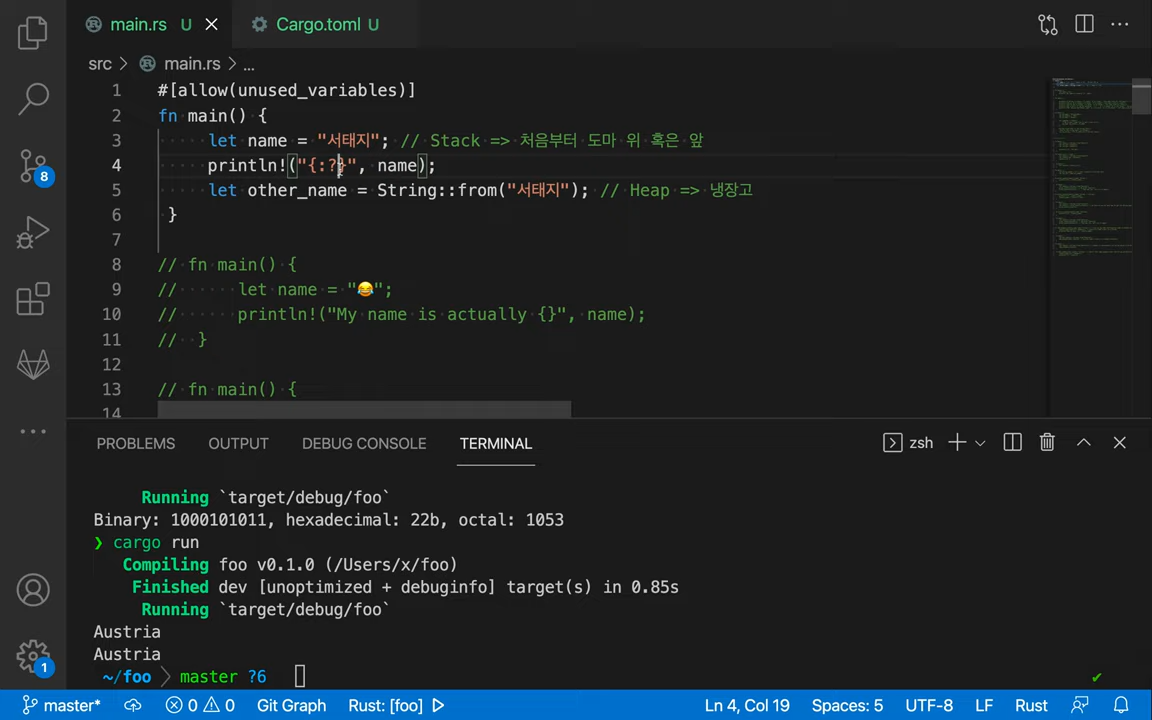 main.rs U
Cargo.toml U
src > main.rs > ...
1 #[allow(unused_variables)]
2 fn main() {
3 let name = "서태지"; // Stack => 처음부터 도마 위 혹은 앞
4 println!("{:?}", name);
5 let other_name = String::from("서태지"); // Heap => 냉장고
6 }
7
8 // fn main() {
9 // let name = "😂";
10 // println!("My name is actually {}", name);
11 // }
12
13 // fn main() {
14
8
PROBLEMS OUTPUT DEBUG CONSOLE TERMINAL zsh
Running `target/debug/foo`
Binary: 1000101011, hexadecimal: 22b, octal: 1053
❯ cargo run
Compiling foo v0.1.0 (/Users/x/foo)
Finished dev [unoptimized + debuginfo] target(s) in 0.85s
Running `target/debug/foo`
Austria
Austria
~/foo > master ?6 ✔
1
master* 0 0 Git Graph Rust: [foo] Ln 4, Col 19 Spaces: 5 UTF-8 LF Rust